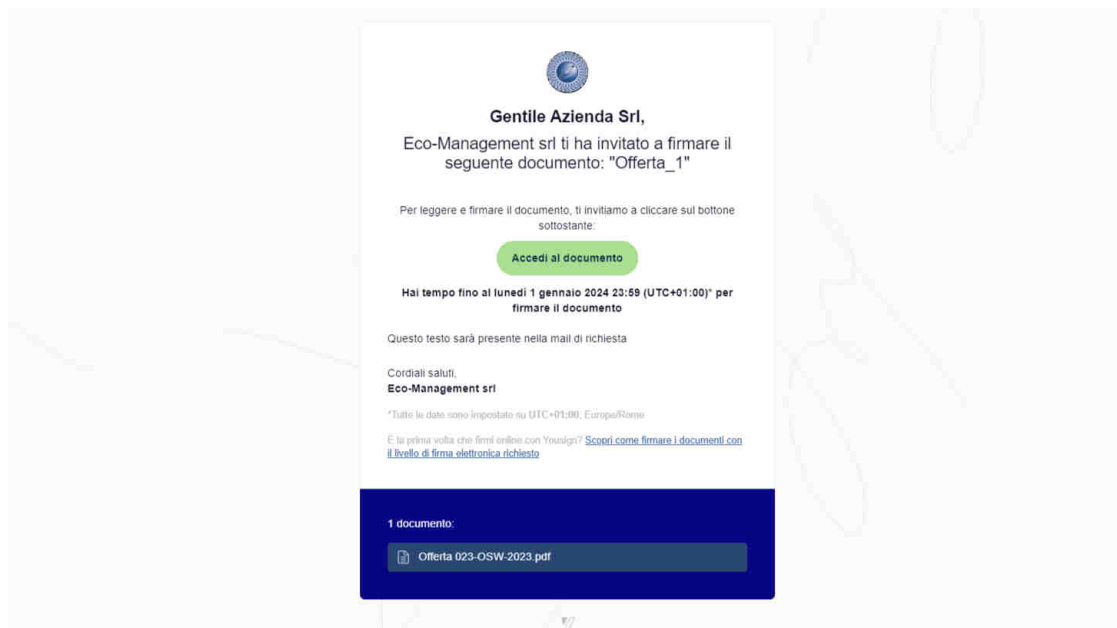 Gentile Azienda Srl,
Eco-Management srl ti ha invitato a firmare il
seguente documento: "Offerta_1"
Per leggere e firmare il documento, ti invitiamo a cliccare sul bottone
sottostante:
Accedi al documento
Hai tempo fino al lunedì 1 gennaio 2024 23:59 (UTC+01:00)* per
firmare il documento
Questo testo sarà presente nella mail di richiesta
Cordiali saluti,
Eco-Management srl
*Tutte le date sono impostate su UTC+01:00, Europe/Rome
È la prima volta che firmi online con Yousign? Scopri come firmare i documenti con
il livello di firma elettronica richiesto
1 documento:
Offerta 023-OSW-2023.pdf